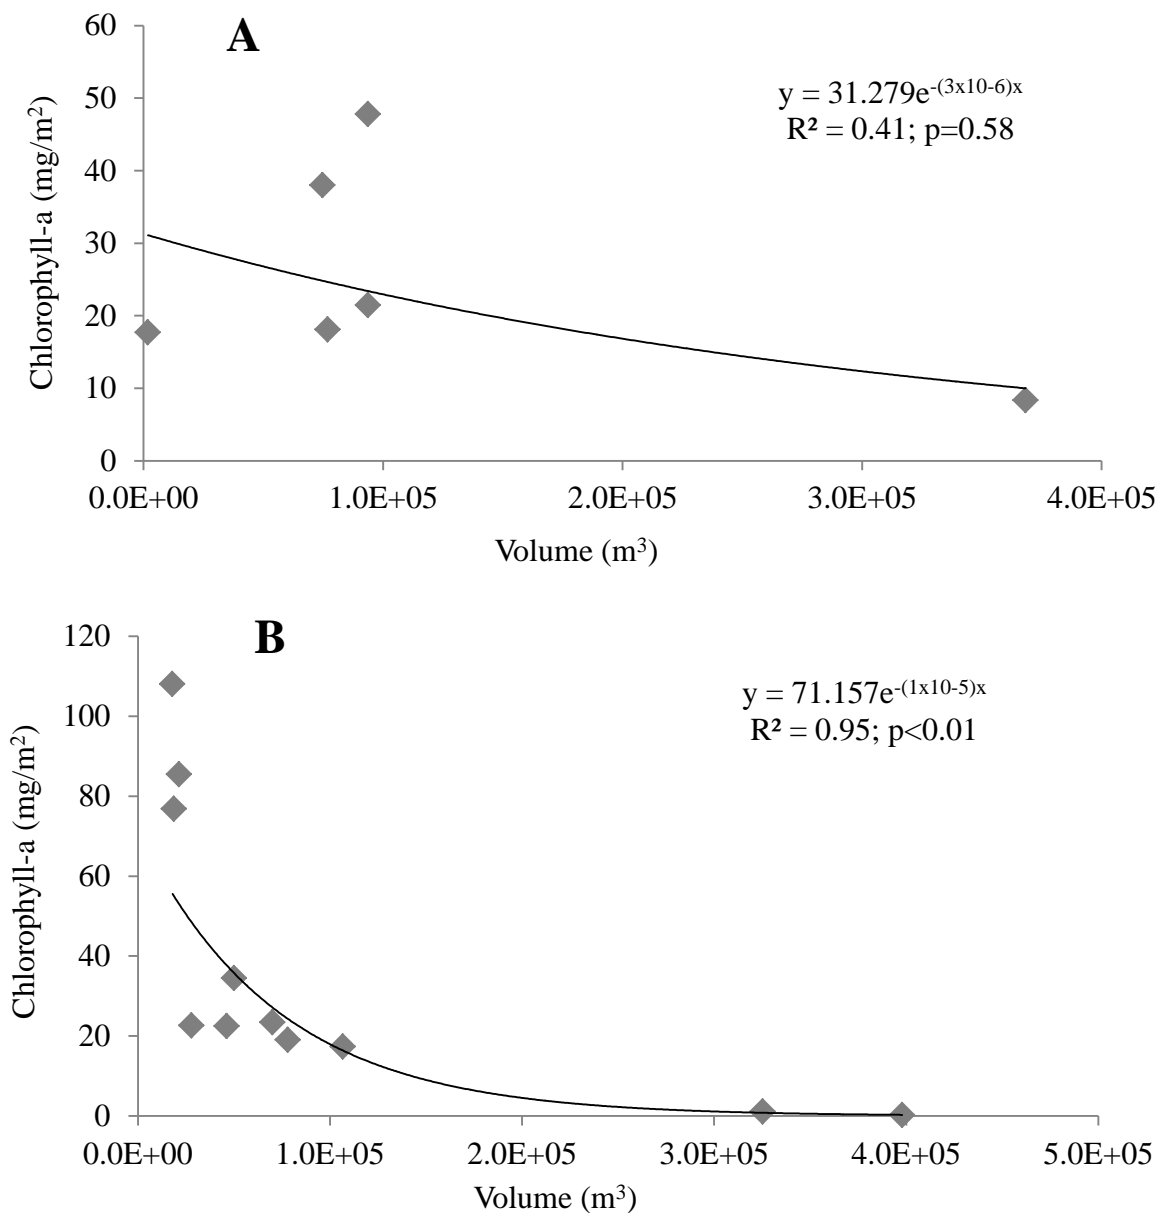 A
y = 31.279e^-(3x10-6)x
R² = 0.41; p=0.58
Chlorophyll-a (mg/m²)
60
50
40
30
20
10
0
0.0E+00 1.0E+05 2.0E+05 3.0E+05 4.0E+05
Volume (m³)
B
y = 71.157e^-(1x10-5)x
R² = 0.95; p<0.01
Chlorophyll-a (mg/m²)
120
100
80
60
40
20
0
0.0E+00 1.0E+05 2.0E+05 3.0E+05 4.0E+05 5.0E+05
Volume (m³)